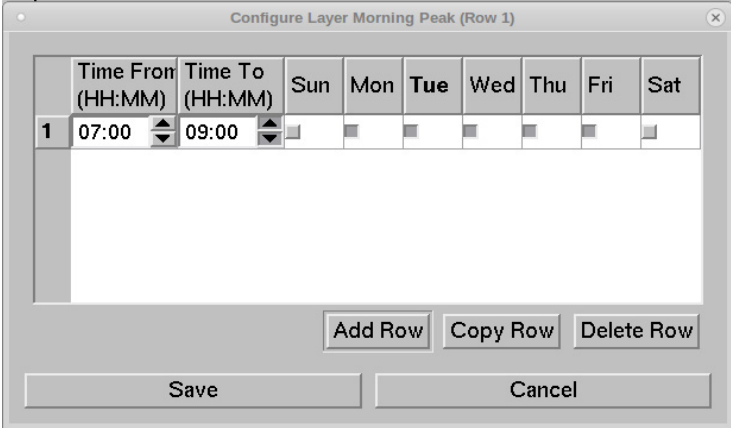 Configure Layer Morning Peak (Row 1)
Time From Time To Sun Mon Tue Wed Thu Fri Sat
(HH:MM) (HH:MM)
1 07:00 09:00
Add Row Copy Row Delete Row
Save Cancel